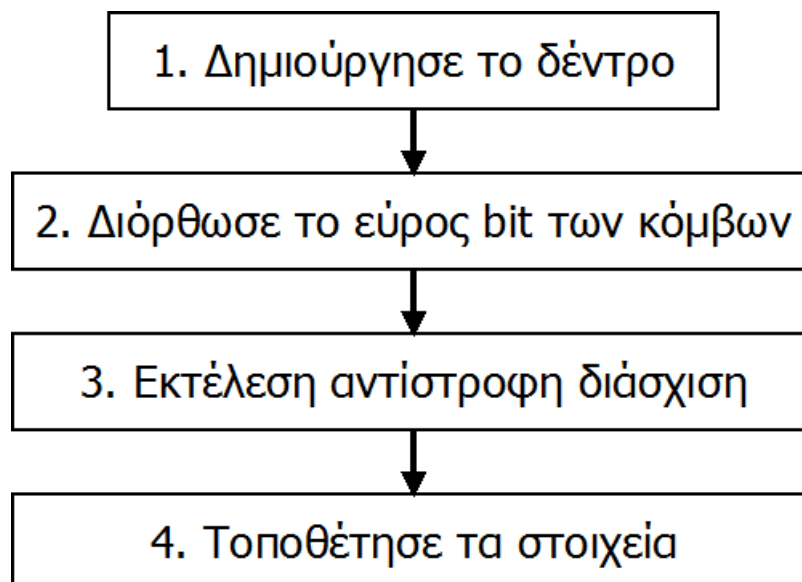 1. Δημιούργησε το δέντρο
2. Διόρθωσε το εύρος bit των κόμβων
3. Εκτέλεση αντίστροφη διάσχιση
4. Τοποθέτησε τα στοιχεία